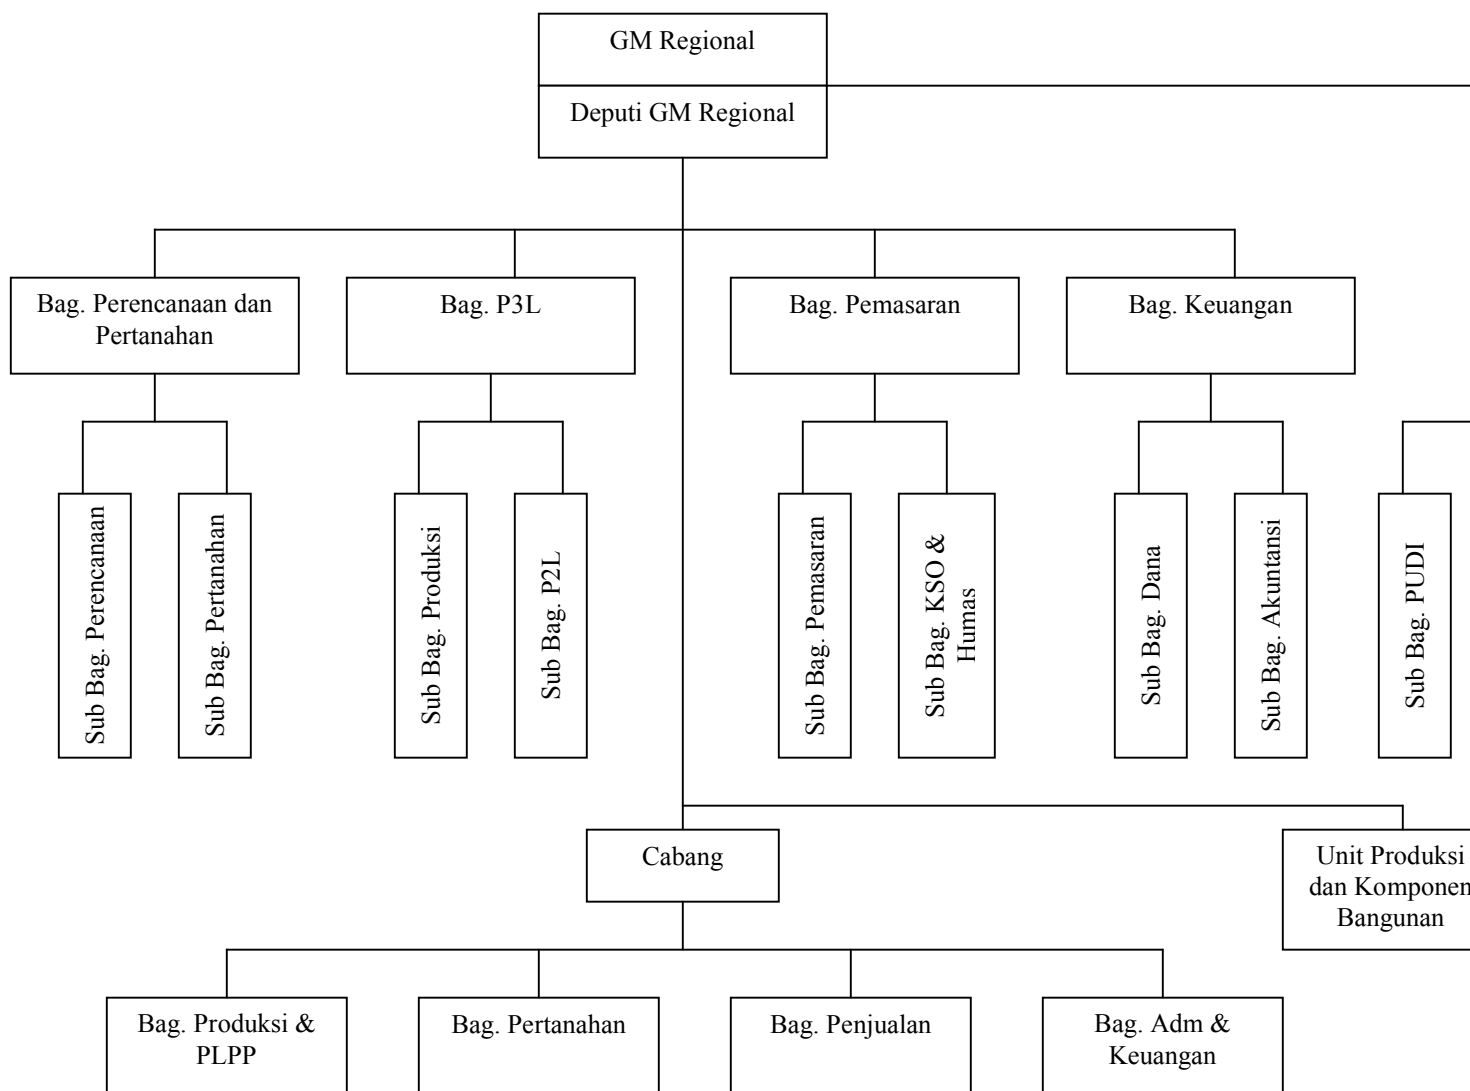 GM Regional
Deputi GM Regional
Bag. Perencanaan dan
Pertanahan
Bag. P3L
Bag. Pemasaran
Bag. Keuangan
Sub Bag. Perencanaan
Sub Bag. Pertanahan
Sub Bag. Produksi
Sub Bag. P2L
Sub Bag. Pemasaran
Sub Bag. KSO &
Humas
Sub Bag. Dana
Sub Bag. Akuntansi
Sub Bag. PUDI
Cabang
Unit Produksi
dan Komponen
Bangunan
Bag. Produksi &
PLPP
Bag. Pertanahan
Bag. Penjualan
Bag. Adm &
Keuangan